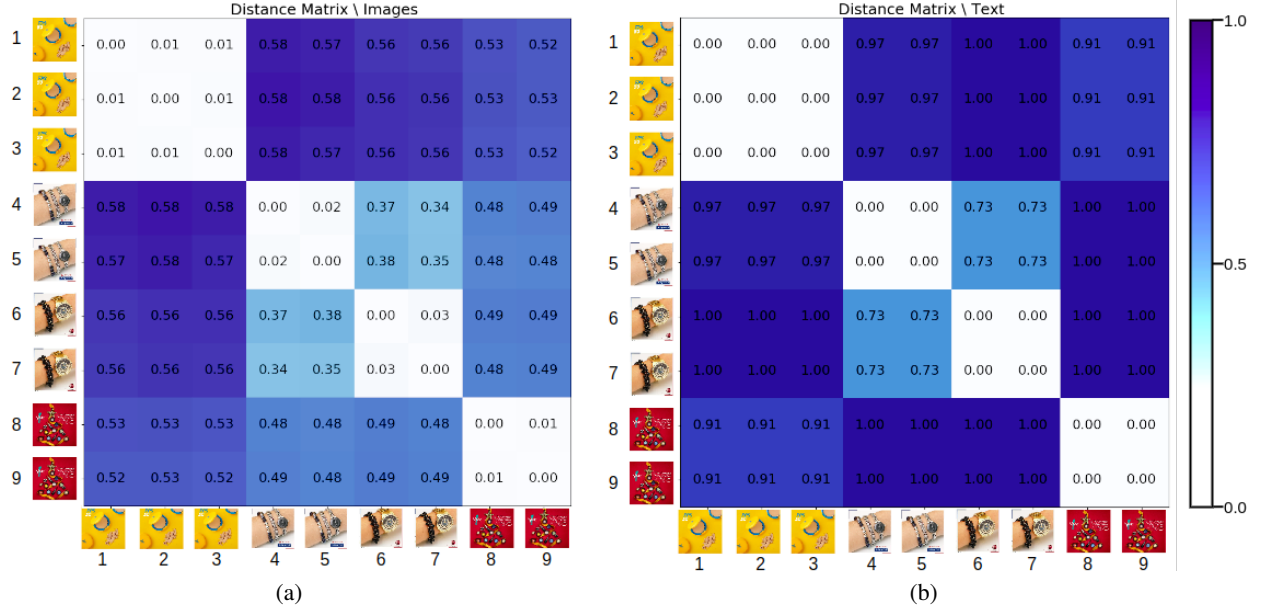 Distance Matrix \ Images
1 0.00 0.01 0.01 0.58 0.57 0.56 0.56 0.53 0.52
2 0.01 0.00 0.01 0.58 0.58 0.56 0.56 0.53 0.53
3 0.01 0.01 0.00 0.58 0.57 0.56 0.56 0.53 0.52
4 0.58 0.58 0.58 0.00 0.02 0.37 0.34 0.48 0.49
5 0.57 0.58 0.57 0.02 0.00 0.38 0.35 0.48 0.48
6 0.56 0.56 0.56 0.37 0.38 0.00 0.03 0.49 0.49
7 0.56 0.56 0.56 0.34 0.35 0.03 0.00 0.48 0.49
8 0.53 0.53 0.53 0.48 0.48 0.49 0.48 0.00 0.01
9 0.52 0.53 0.52 0.49 0.48 0.49 0.49 0.01 0.00
1 2 3 4 5 6 7 8 9
(a)
Distance Matrix \ Text
1 0.00 0.00 0.00 0.97 0.97 1.00 1.00 0.91 0.91
2 0.00 0.00 0.00 0.97 0.97 1.00 1.00 0.91 0.91
3 0.00 0.00 0.00 0.97 0.97 1.00 1.00 0.91 0.91
4 0.97 0.97 0.97 0.00 0.00 0.73 0.73 1.00 1.00
5 0.97 0.97 0.97 0.00 0.00 0.73 0.73 1.00 1.00
6 1.00 1.00 1.00 0.73 0.73 0.00 0.00 1.00 1.00
7 1.00 1.00 1.00 0.73 0.73 0.00 0.00 1.00 1.00
8 0.91 0.91 0.91 1.00 1.00 1.00 1.00 0.00 0.00
9 0.91 0.91 0.91 1.00 1.00 1.00 1.00 0.00 0.00
1 2 3 4 5 6 7 8 9
(b)
1.0
0.5
0.0